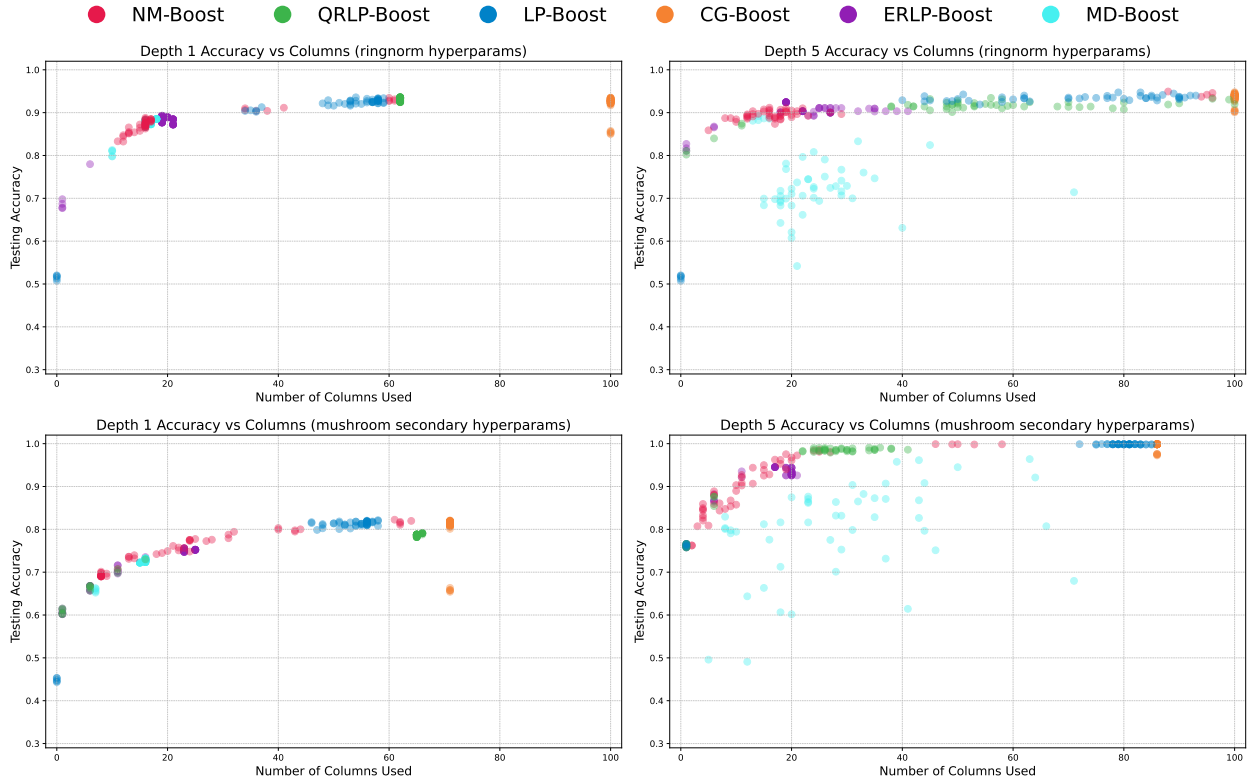 NM-Boost QRLP-Boost LP-Boost CG-Boost ERLP-Boost MD-Boost
Depth 1 Accuracy vs Columns (ringnorm hyperparams)
1.0
0.9
0.8
0.7
0.6
0.5
0.4
0.3
Testing Accuracy
0 20 40 60 80 100
Number of Columns Used
Depth 5 Accuracy vs Columns (ringnorm hyperparams)
1.0
0.9
0.8
0.7
0.6
0.5
0.4
0.3
Testing Accuracy
0 20 40 60 80 100
Number of Columns Used
Depth 1 Accuracy vs Columns (mushroom secondary hyperparams)
1.0
0.9
0.8
0.7
0.6
0.5
0.4
0.3
Testing Accuracy
0 20 40 60 80 100
Number of Columns Used
Depth 5 Accuracy vs Columns (mushroom secondary hyperparams)
1.0
0.9
0.8
0.7
0.6
0.5
0.4
0.3
Testing Accuracy
0 20 40 60 80 100
Number of Columns Used